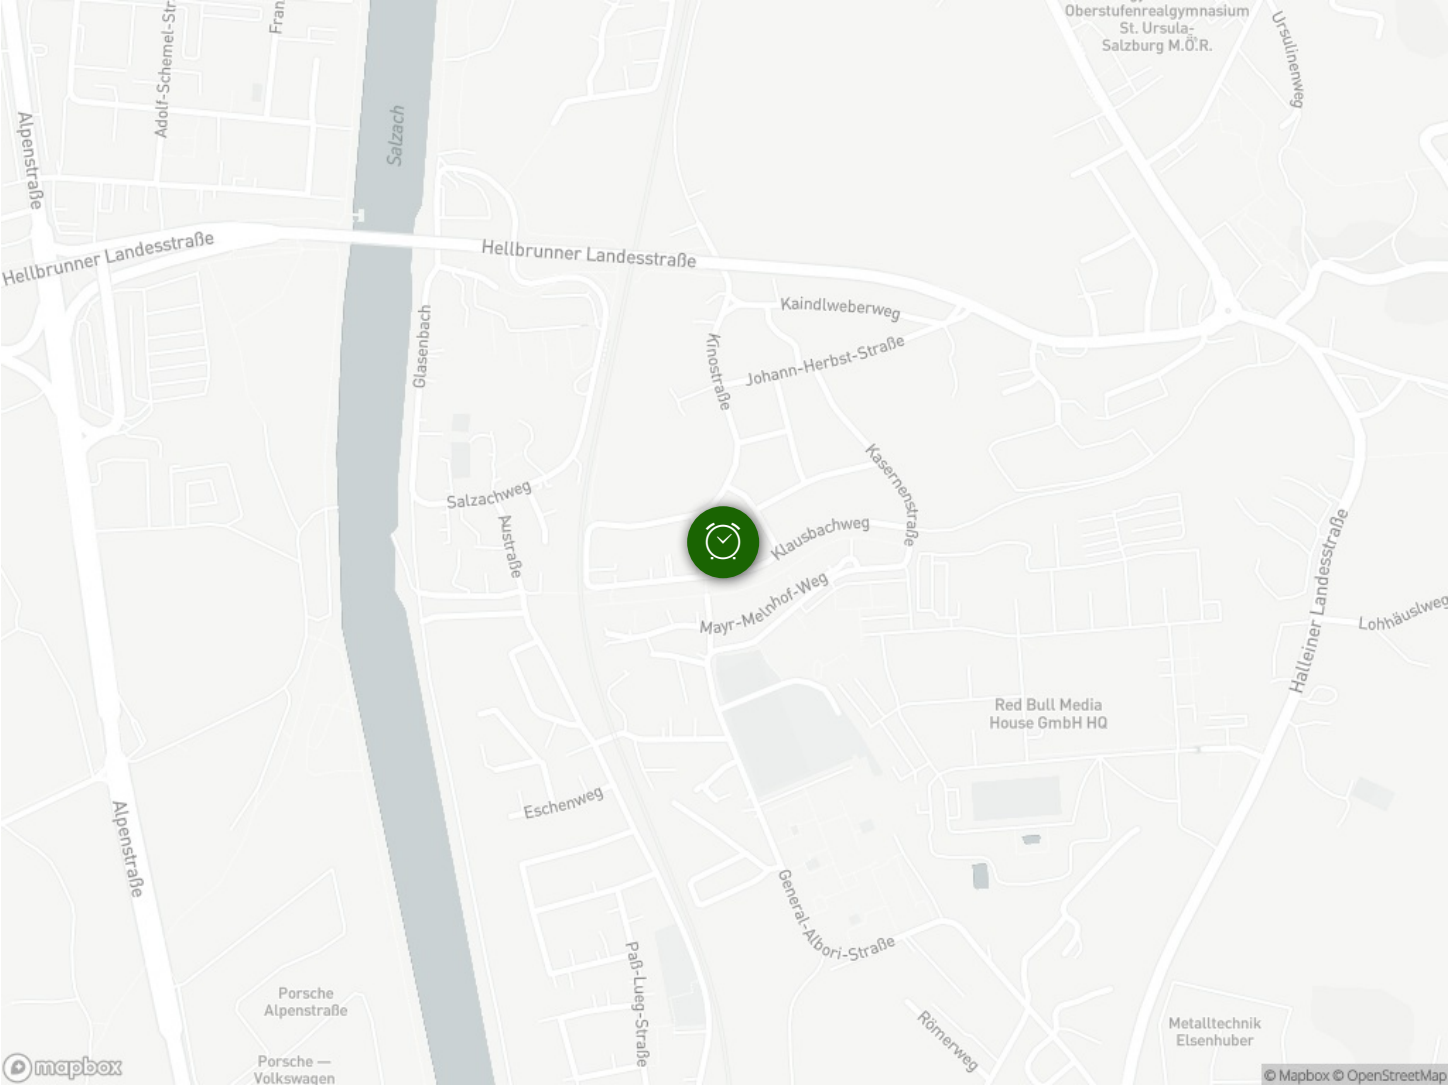 Oberstufenrealgymnasium
St. Ursula-
Salzburg M.Ö.R.
Ursulinenweg
Adolf-Schemel-Str
Fran
Alpenstraße
Salzach
Hellbrunner Landesstraße
Hellbrunner Landesstraße
Kaindlweberweg
Glasenbach
Kinostraße
Johann-Herbst-Straße
Kasernenstraße
Salzachweg
Austraße
Klausbachweg
Mayr-Melnhof-Weg
Halleiner Landesstraße
Lohhäuslweg
Red Bull Media
House GmbH HQ
Eschenweg
Alpenstraße
General-Albori-Straße
Paß-Lueg-Straße
Porsche
Alpenstraße
Römerweg
Metalltechnik
Elsenhuber
Porsche —
Volkswagen
mapbox
© Mapbox © OpenStreetMap